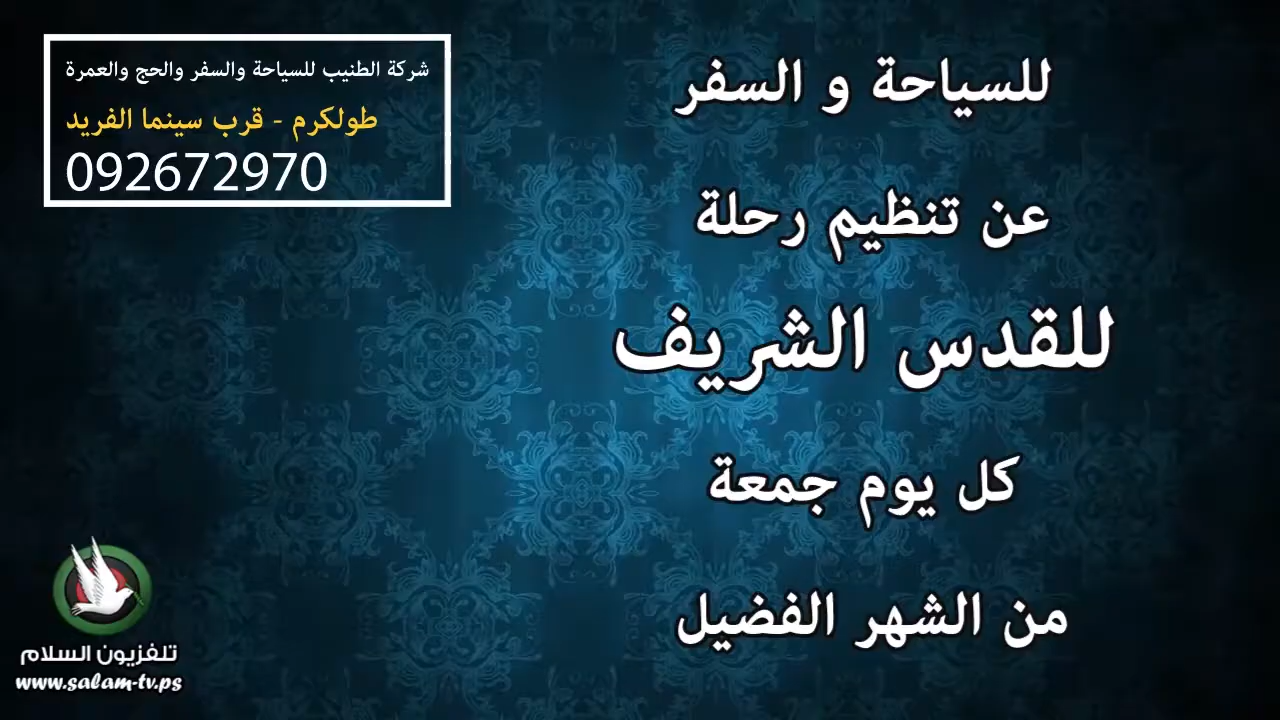 شركة الطنيب للسياحة والسفر والحج والعمرة
طولكرم - قرب سينما الفريد
092672970
للسياحة و السفر
عن تنظيم رحلة
للقدس الشريف
كل يوم جمعة
من الشهر الفضيل
تلفزيون السلام
www.salam-tv.ps